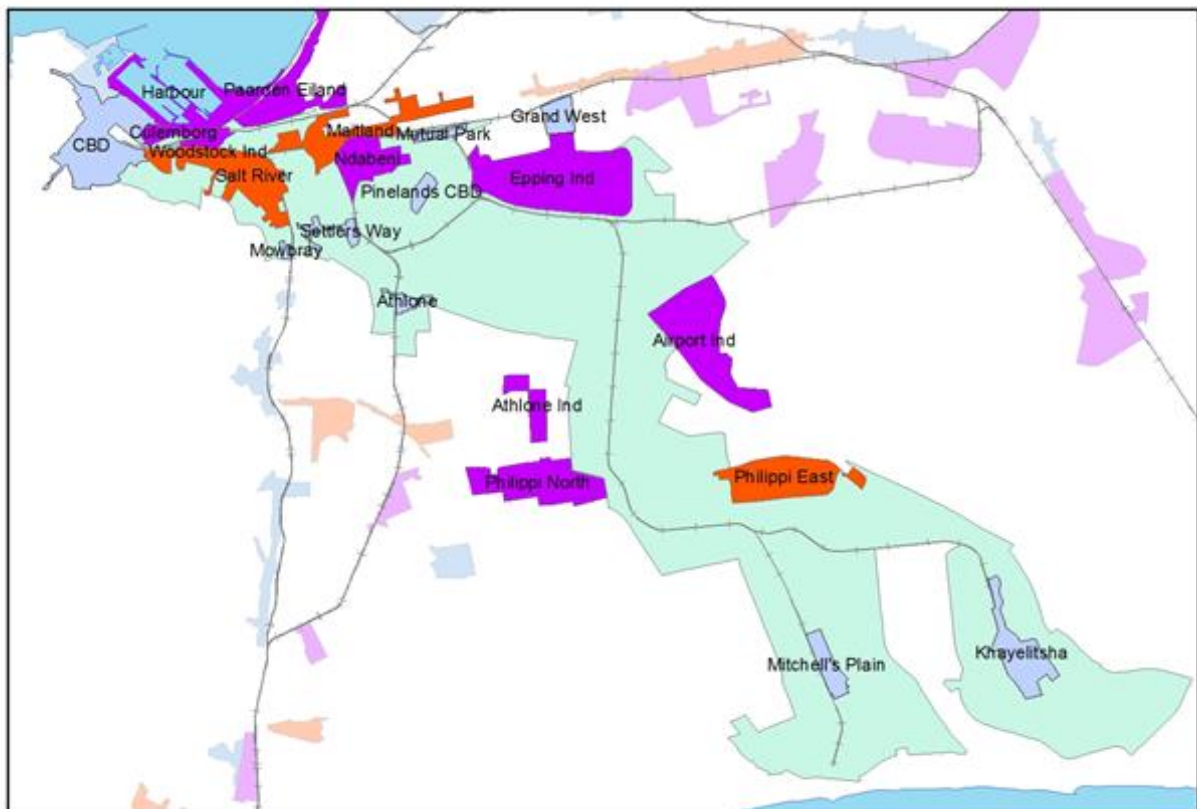 Harbour
Paarden Eiland
Grand West
Culemborg
Maitland
Mutual Park
CBD
Woodstock Ind
Ndabeni
Salt River
Pinelands CBD
Epping Ind
Settlers Way
Mowbray
Athlone
Airport Ind
Athlone Ind
Philippi North
Philippi East
Mitchell's Plain
Khayelitsha